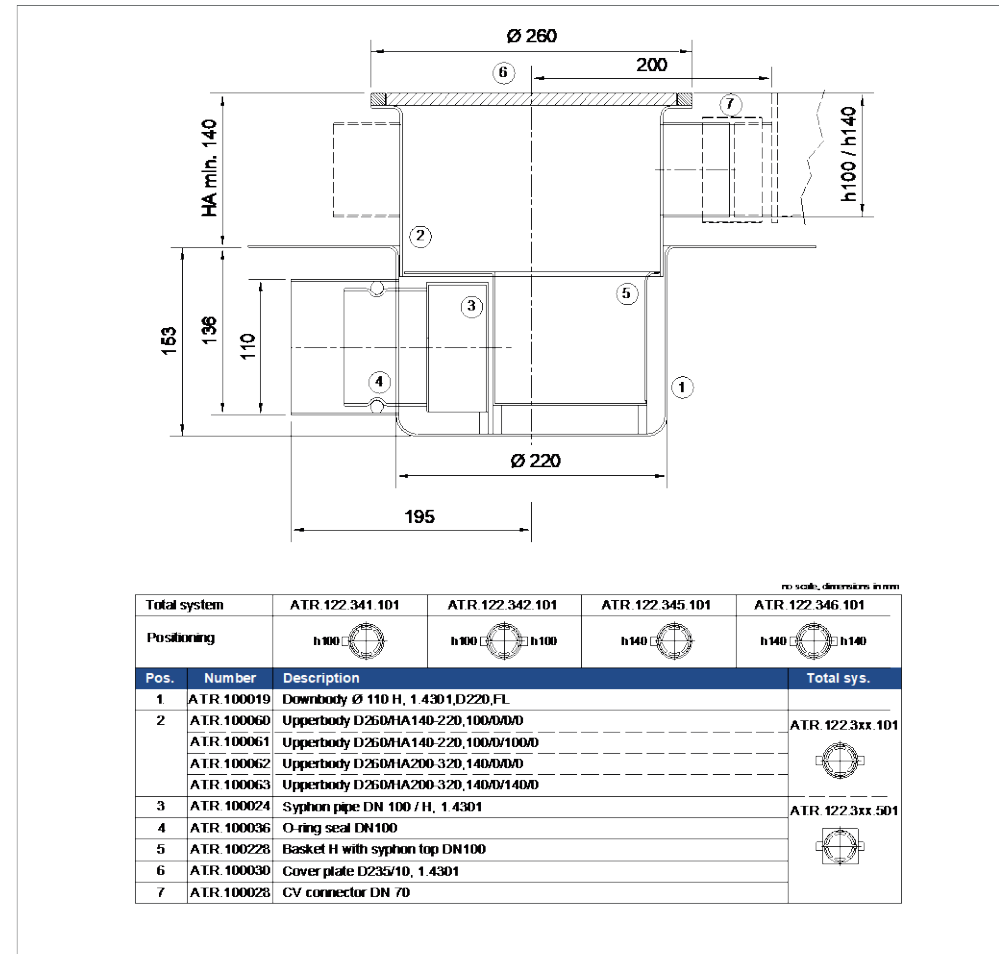 Ø 260
200
6
7
HA min. 140
h100 / h140
2
5
3
153
136
110
4
1
Ø 220
195
no scale, dimensions in mm
Total system ATR.122.341.101 ATR.122.342.101 ATR.122.345.101 ATR.122.346.101
Positioning h100 h100 h100 h140 h140 h140
Pos. Number Description Total sys.
1 ATR.100019 Downbody Ø 110 H, 1.4301,D220,FL
2 ATR.100060 Upperbody D260/HA140-220,100/0/0/0 ATR.122.3xx.101
ATR.100061 Upperbody D260/HA140-220,100/0/100/0
ATR.100062 Upperbody D260/HA200-320,140/0/0/0
ATR.100063 Upperbody D260/HA200-320,140/0/140/0
3 ATR.100024 Syphon pipe DN 100 / H, 1.4301 ATR.122.3xx.501
4 ATR.100036 O-ring seal DN100
5 ATR.100228 Basket H with syphon top DN100
6 ATR.100030 Cover plate D235/10, 1.4301
7 ATR.100028 CV connector DN 70